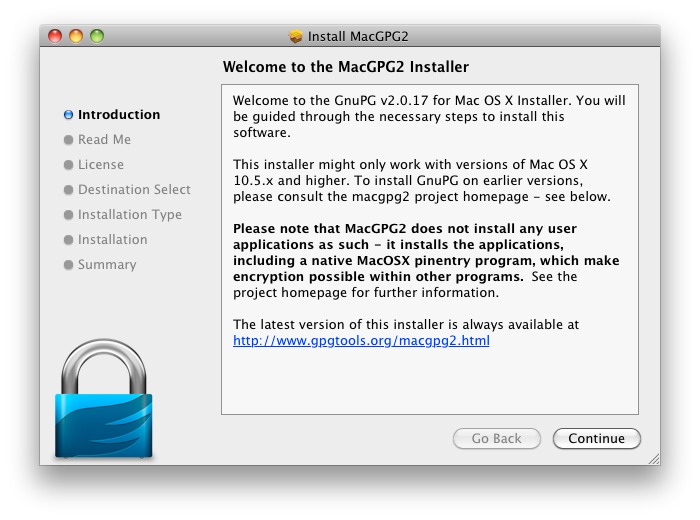 Install MacGPG2
Welcome to the MacGPG2 Installer
Introduction
Read Me
License
Destination Select
Installation Type
Installation
Summary
Welcome to the GnuPG v2.0.17 for Mac OS X Installer. You will
be guided through the necessary steps to install this
software.
This installer might only work with versions of Mac OS X
10.5.x and higher. To install GnuPG on earlier versions,
please consult the macgpg2 project homepage – see below.
Please note that MacGPG2 does not install any user
applications as such – it installs the applications,
including a native MacOSX pinentry program, which make
encryption possible within other programs.  See the
project homepage for further information.
The latest version of this installer is always available at
http://www.gpgtools.org/macgpg2.html
Go Back
Continue